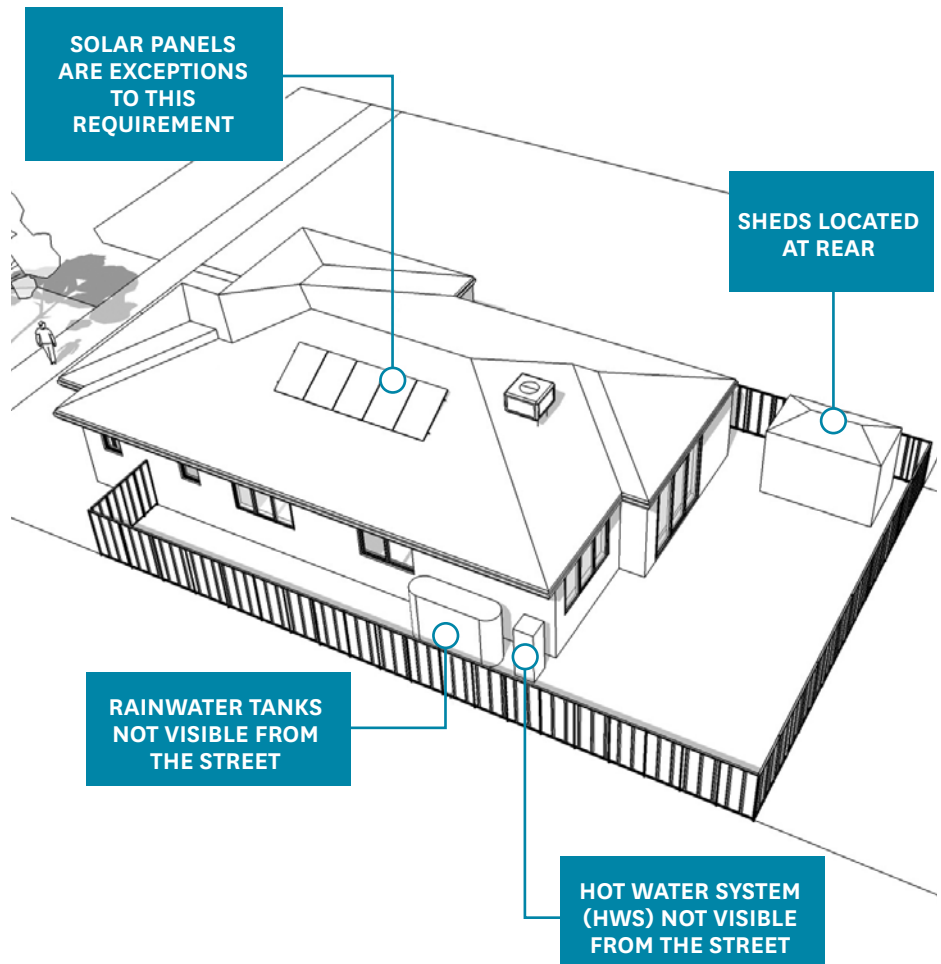 SOLAR PANELS
ARE EXCEPTIONS
TO THIS
REQUIREMENT
SHEDS LOCATED
AT REAR
RAINWATER TANKS
NOT VISIBLE FROM
THE STREET
HOT WATER SYSTEM
(HWS) NOT VISIBLE
FROM THE STREET